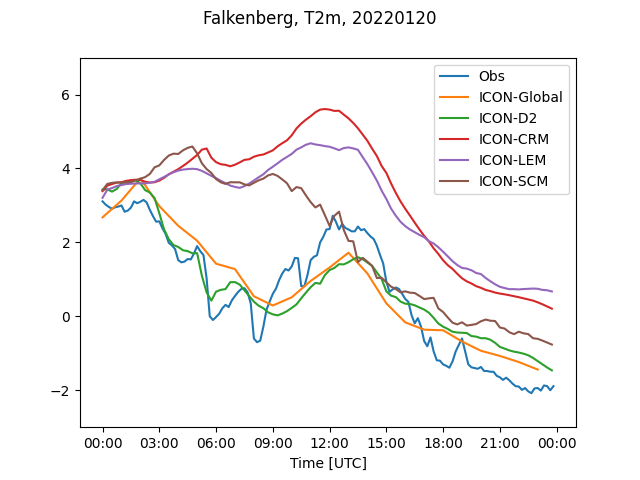 Falkenberg, T2m, 20220120
Obs
ICON-Global
ICON-D2
ICON-CRM
ICON-LEM
ICON-SCM
6
4
2
0
−2
00:00 03:00 06:00 09:00 12:00 15:00 18:00 21:00 00:00
Time [UTC]